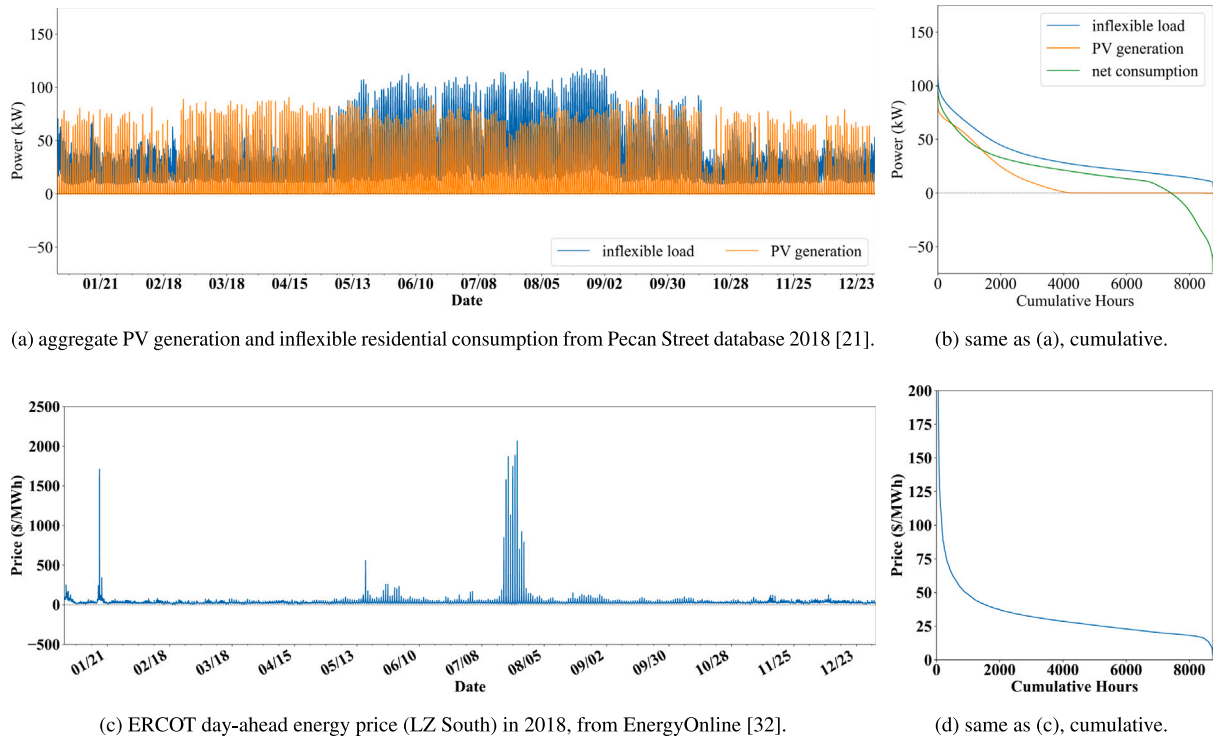 150
100
50
0
−50
Power (kW)
inflexible load
PV generation
01/21 02/18 03/18 04/15 05/13 06/10 07/08 08/05 09/02 09/30 10/28 11/25 12/23
Date
(a) aggregate PV generation and inflexible residential consumption from Pecan Street database 2018 [21].
150
100
50
0
−50
Power (kW)
inflexible load
PV generation
net consumption
0 2000 4000 6000 8000
Cumulative Hours
(b) same as (a), cumulative.
2500
2000
1500
1000
500
0
−500
Price ($/MWh)
01/21 02/18 03/18 04/15 05/13 06/10 07/08 08/05 09/02 09/30 10/28 11/25 12/23
Date
(c) ERCOT day-ahead energy price (LZ South) in 2018, from EnergyOnline [32].
200
175
150
125
100
75
50
25
0
Price ($/MWh)
0 2000 4000 6000 8000
Cumulative Hours
(d) same as (c), cumulative.